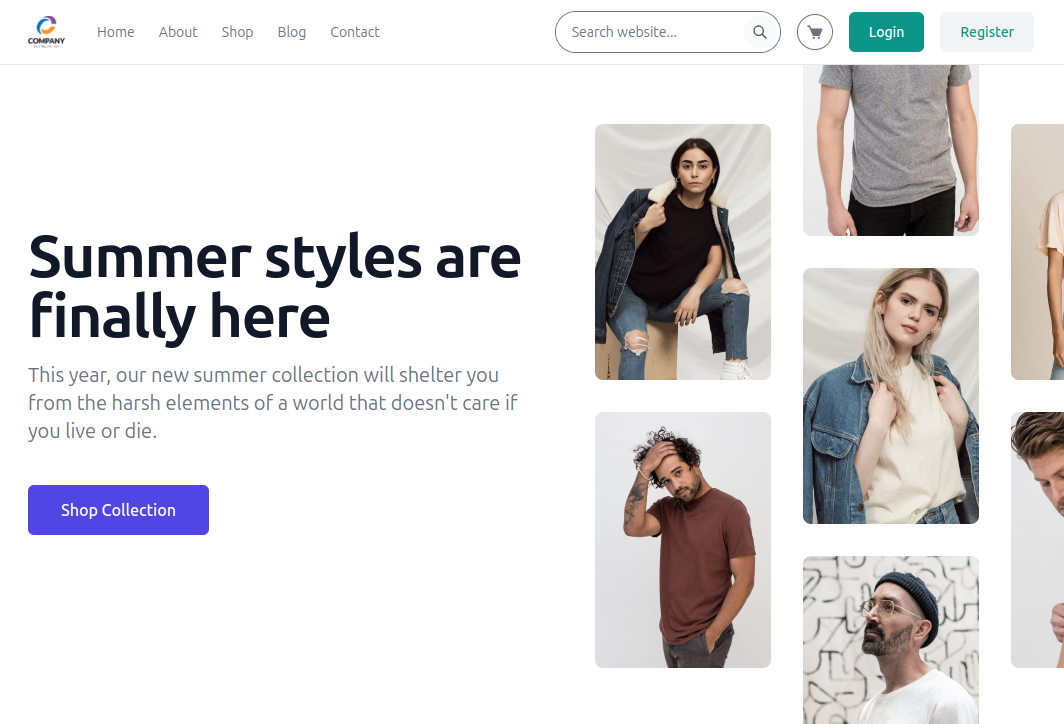 COMPANY
Home
About
Shop
Blog
Contact
Search website...
Login
Register
Summer styles are
finally here
This year, our new summer collection will shelter you
from the harsh elements of a world that doesn't care if
you live or die.
Shop Collection